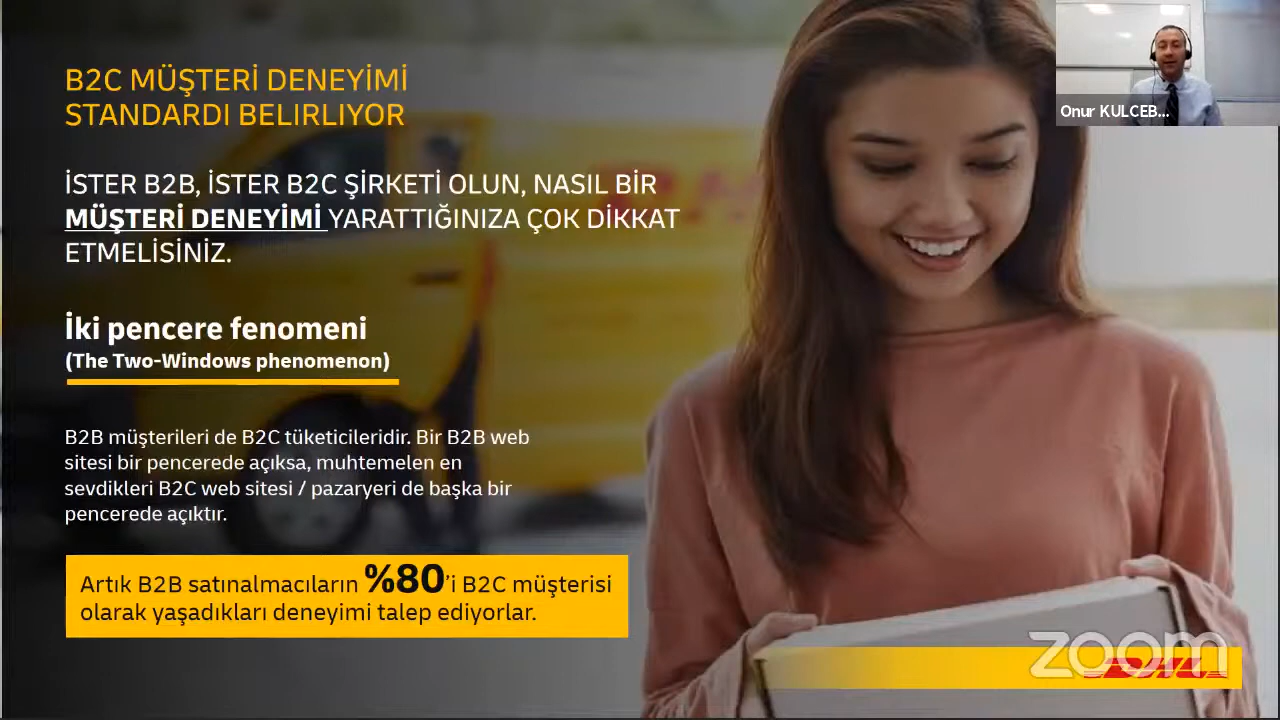 B2C MÜŞTERİ DENEYİMİ
STANDARDI BELIRLIYOR
İSTER B2B, İSTER B2C ŞİRKETİ OLUN, NASIL BİR
MÜŞTERİ DENEYİMİ YARATTIĞINIZA ÇOK DİKKAT
ETMELİSİNİZ.
İki pencere fenomeni
(The Two-Windows phenomenon)
B2B müşterileri de B2C tüketicileridir. Bir B2B web
sitesi bir pencerede açıksa, muhtemelen en
sevdikleri B2C web sitesi / pazaryeri de başka bir
pencerede açıktır.
Artık B2B satınalmacıların %80'i B2C müşterisi
olarak yaşadıkları deneyimi talep ediyorlar.
Onur KULCEB...
zoom
DHL